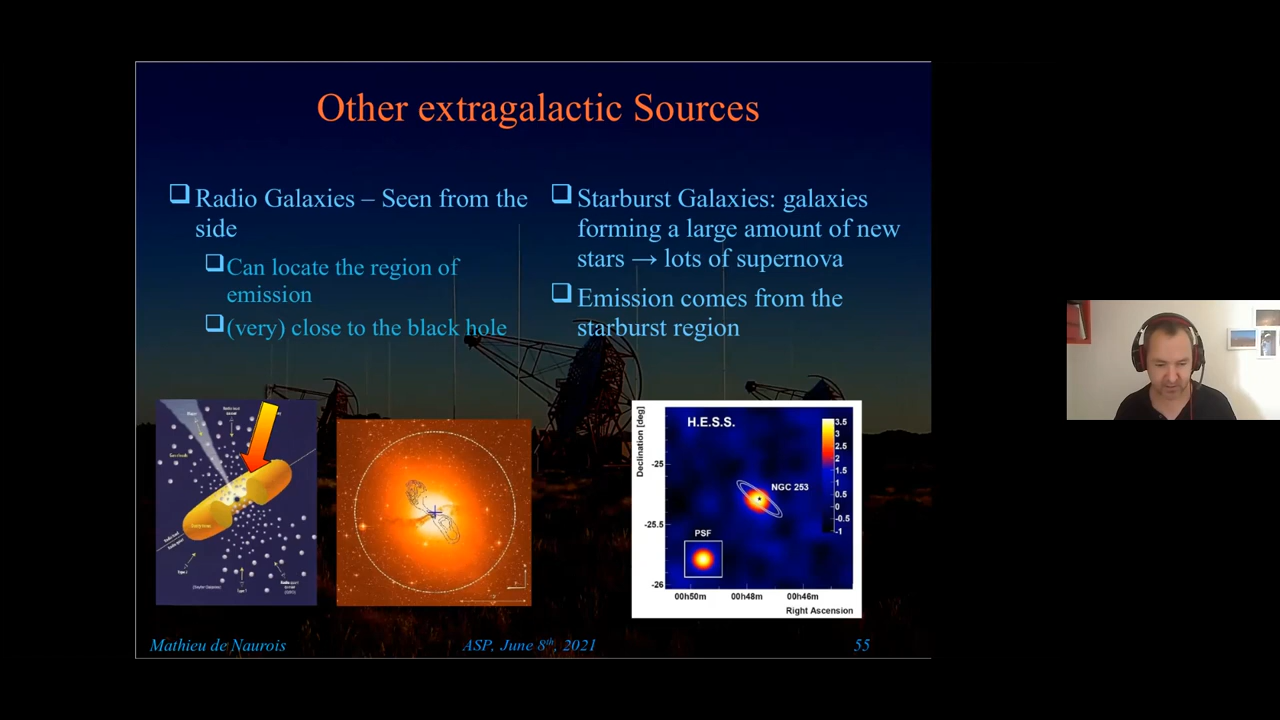 Other extragalactic Sources
Radio Galaxies – Seen from the
side
Can locate the region of
emission
(very) close to the black hole
Starburst Galaxies: galaxies
forming a large amount of new
stars → lots of supernova
Emission comes from the
starburst region
H.E.S.S.
NGC 253
PSF
Declination [deg]
-25
-25.5
-26
3.5
3
2.5
2
1.5
1
0.5
0
-0.5
-1
00h50m 00h48m 00h46m
Right Ascension
Mathieu de Naurois ASP, June 8th, 2021 55